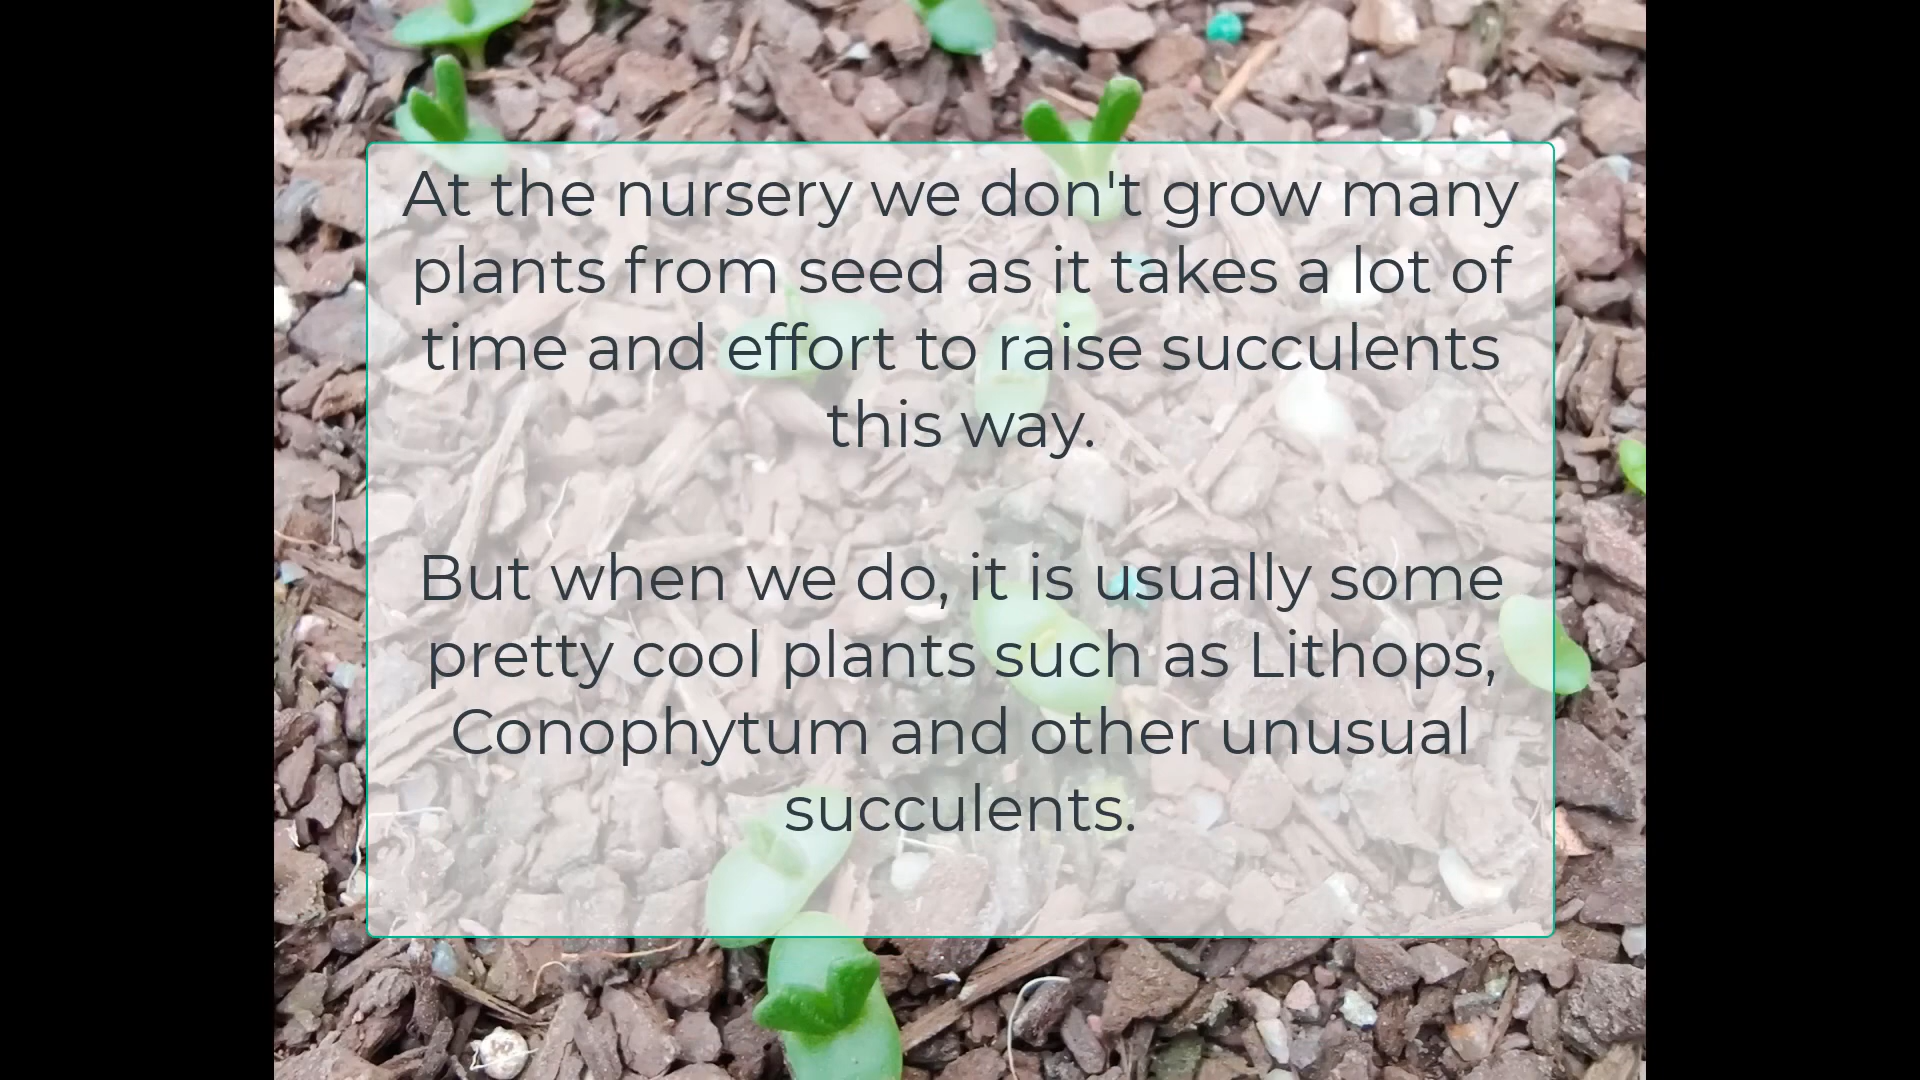 At the nursery we don't grow many
plants from seed as it takes a lot of
time and effort to raise succulents
this way.
But when we do, it is usually some
pretty cool plants such as Lithops,
Conophytum and other unusual
succulents.